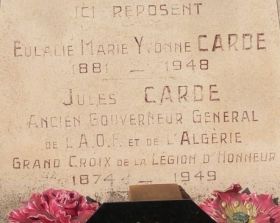 ICI REPOSENT
EULALIE MARIE YVONNE CARDE
1881 — 1948
JULES CARDE
ANCIEN GOUVERNEUR GENERAL
DE L'A.O.F. ET DE L'ALGÉRIE
GRAND CROIX DE LA LÉGION D'HONNEUR
1874 — 1949